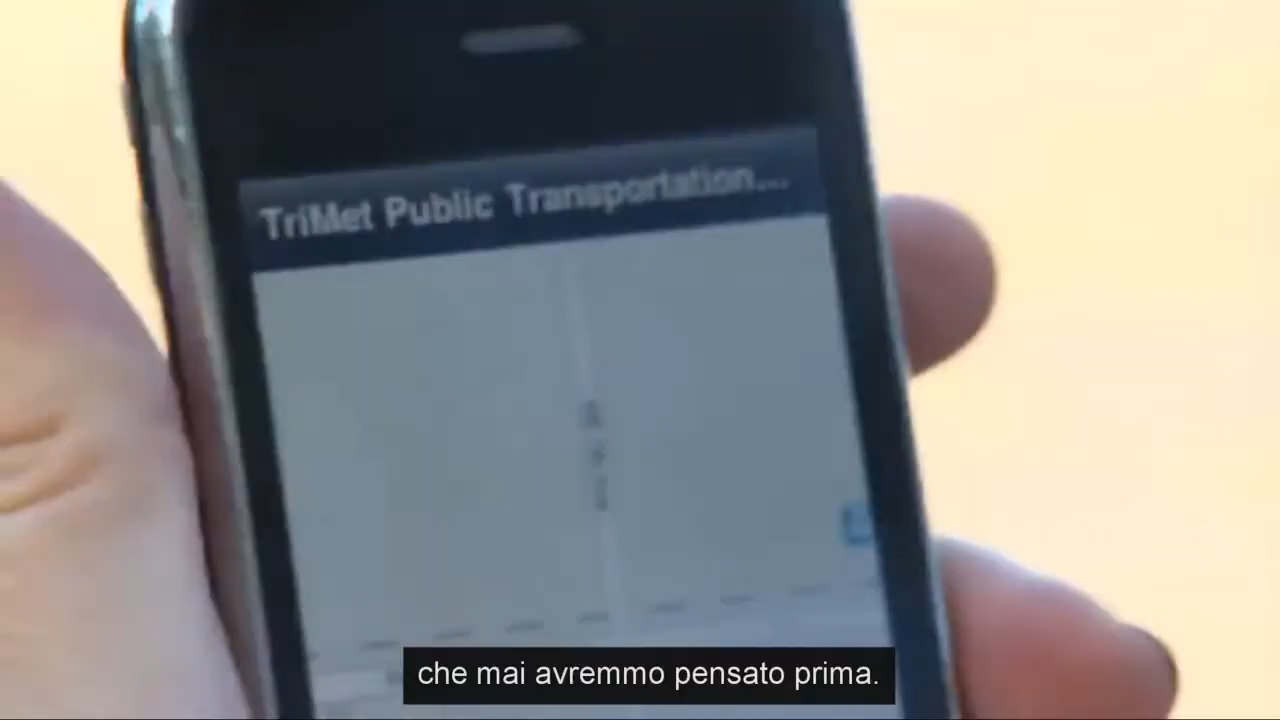 TriMet Public Transportation...
che mai avremmo pensato prima.